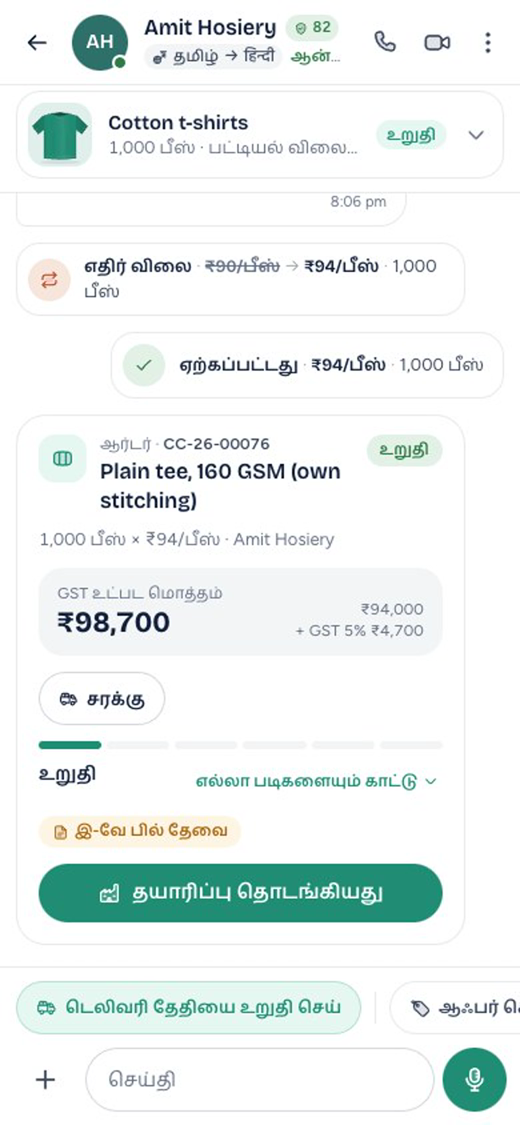 AH
Amit Hosiery 82
தமிழ் → हिन्दी ஆன்...
Cotton t-shirts
1,000 பீஸ் · பட்டியல் விலை...
உறுதி
8:06 pm
எதிர் விலை · ₹90/பீஸ் → ₹94/பீஸ் · 1,000
பீஸ்
ஏற்கப்பட்டது · ₹94/பீஸ் · 1,000 பீஸ்
ஆர்டர் · CC-26-00076
உறுதி
Plain tee, 160 GSM (own
stitching)
1,000 பீஸ் × ₹94/பீஸ் · Amit Hosiery
GST உட்பட மொத்தம்
₹98,700
₹94,000
+ GST 5% ₹4,700
சரக்கு
உறுதி
எல்லா படிகளையும் காட்டு
இ-வே பில் தேவை
தயாரிப்பு தொடங்கியது
டெலிவரி தேதியை உறுதி செய்
ஆஃபர்
செய்தி